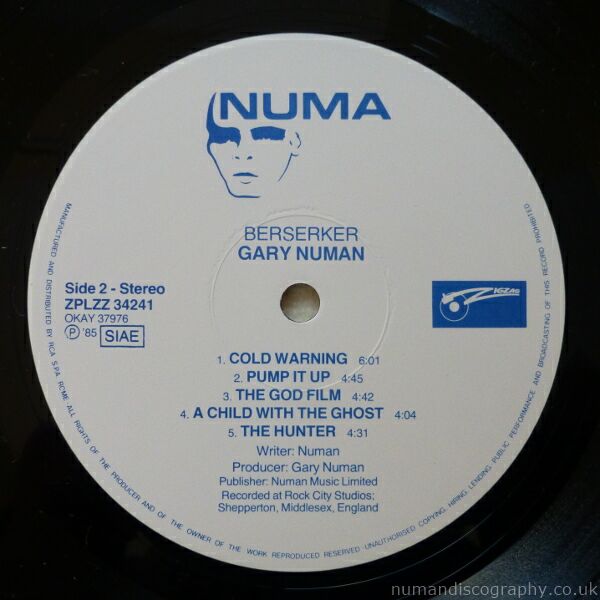 NUMA
BERSERKER
GARY NUMAN
Side 2 - Stereo
ZPLZZ 34241
OKAY 37976
Ⓟ '85 SIAE
ZIGZAG
1. COLD WARNING 6:01
2. PUMP IT UP 4:45
3. THE GOD FILM 4:42
4. A CHILD WITH THE GHOST 4:04
5. THE HUNTER 4:31
Writer: Numan
Producer: Gary Numan
Publisher: Numan Music Limited
Recorded at Rock City Studios;
Shepperton, Middlesex, England
MANUFACTURED AND DISTRIBUTED BY RCA S.P.A. ROME ALL RIGHTS OF THE PRODUCER AND OF THE OWNER OF THE WORK REPRODUCED RESERVED UNAUTHORISED COPYING, HIRING, LENDING, PUBLIC PERFORMANCE AND BROADCASTING OF THIS RECORD PROHIBITED.
numandiscography.co.uk